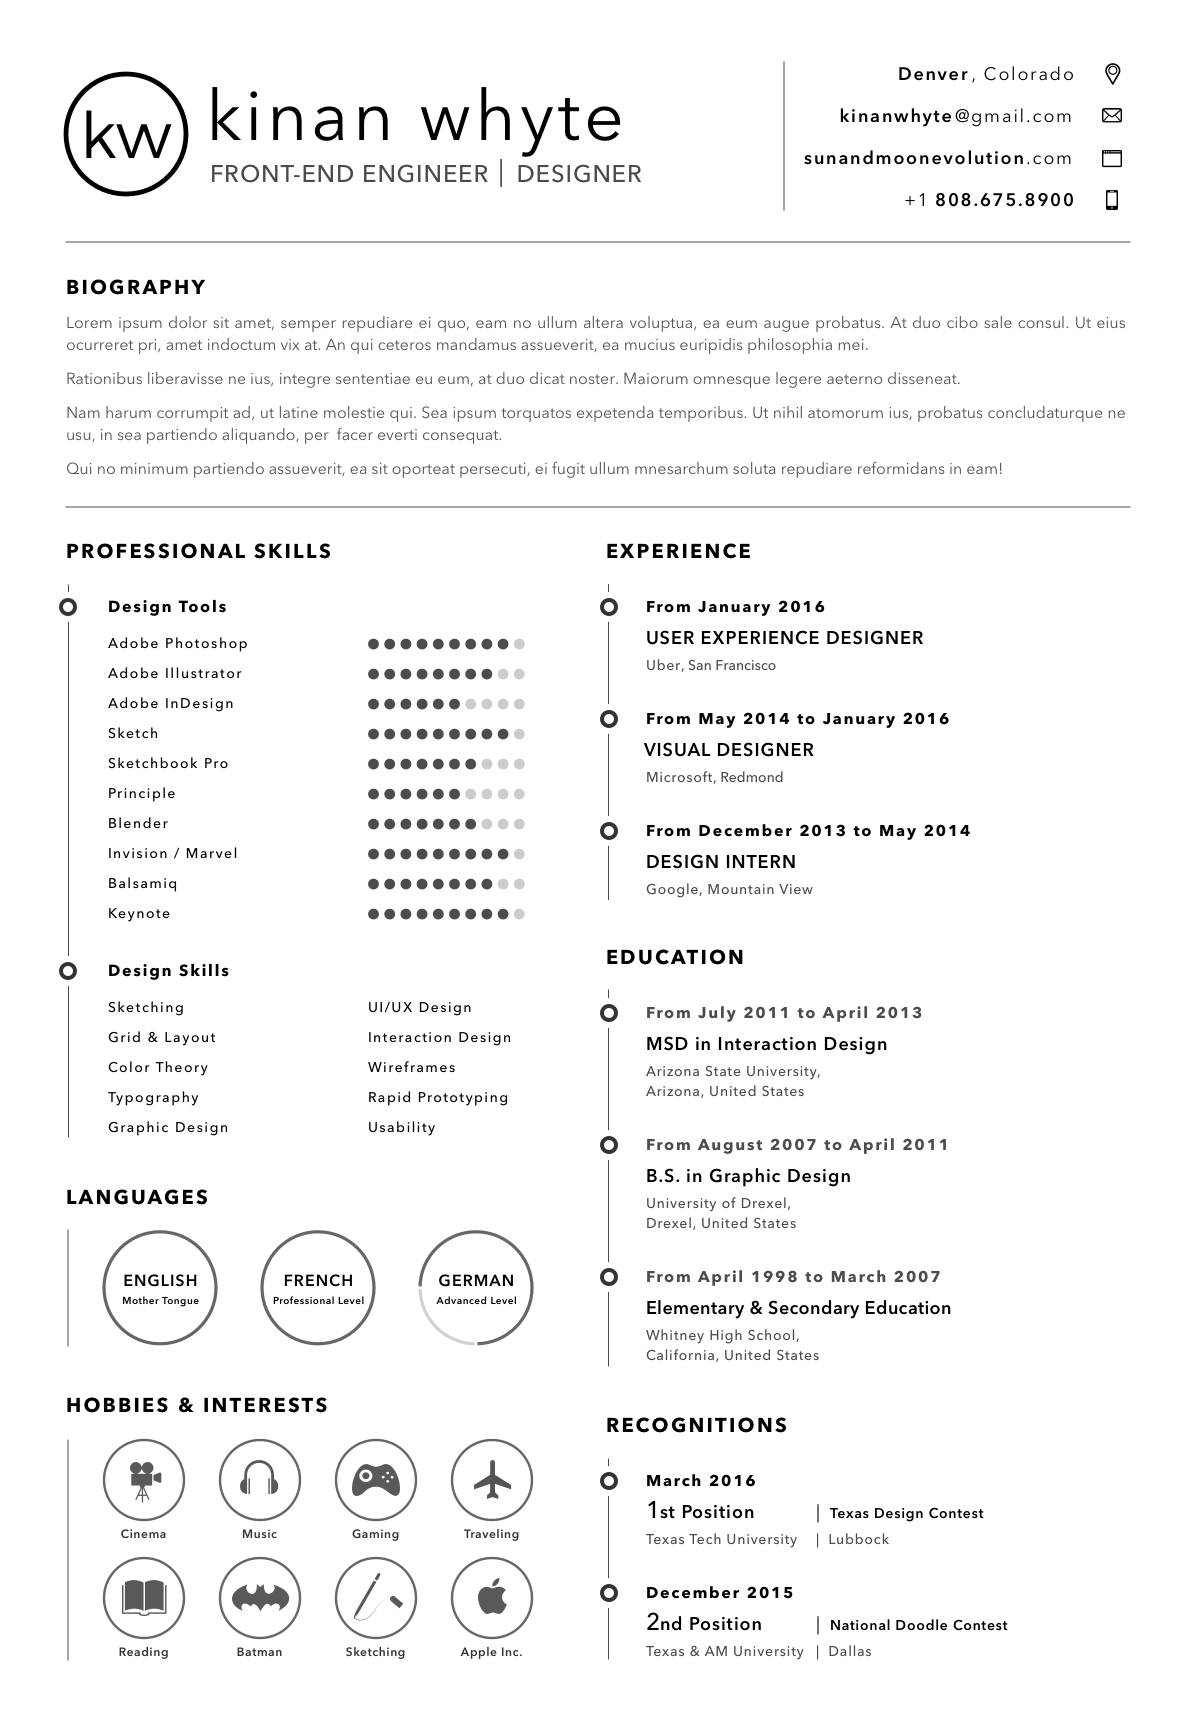 kw
kinan whyte
FRONT-END ENGINEER | DESIGNER
Denver, Colorado
kinanwhyte@gmail.com
sunandmoonevolution.com
+1 808.675.8900
BIOGRAPHY
Lorem ipsum dolor sit amet, semper repudiare ei quo, eam no ullum altera voluptua, ea eum augue probatus. At duo cibo sale consul. Ut eius
ocurreret pri, amet indoctum vix at. An qui ceteros mandamus assueverit, ea mucius euripidis philosophia mei.
Rationibus liberavisse ne ius, integre sententiae eu eum, at duo dicat noster. Maiorum omnesque legere aeterno disseneat.
Nam harum corrumpit ad, ut latine molestie qui. Sea ipsum torquatos expetenda temporibus. Ut nihil atomorum ius, probatus concludaturque ne
usu, in sea partiendo aliquando, per facer everti consequat.
Qui no minimum partiendo assueverit, ea sit oporteat persecuti, ei fugit ullum mnesarchum soluta repudiare reformidans in eam!
PROFESSIONAL SKILLS
Design Tools
Adobe Photoshop
Adobe Illustrator
Adobe InDesign
Sketch
Sketchbook Pro
Principle
Blender
Invision / Marvel
Balsamiq
Keynote
Design Skills
Sketching
Grid & Layout
Color Theory
Typography
Graphic Design
UI/UX Design
Interaction Design
Wireframes
Rapid Prototyping
Usability
LANGUAGES
ENGLISH
Mother Tongue
FRENCH
Professional Level
GERMAN
Advanced Level
HOBBIES & INTERESTS
Cinema
Music
Gaming
Traveling
Reading
Batman
Sketching
Apple Inc.
EXPERIENCE
From January 2016
USER EXPERIENCE DESIGNER
Uber, San Francisco
From May 2014 to January 2016
VISUAL DESIGNER
Microsoft, Redmond
From December 2013 to May 2014
DESIGN INTERN
Google, Mountain View
EDUCATION
From July 2011 to April 2013
MSD in Interaction Design
Arizona State University,
Arizona, United States
From August 2007 to April 2011
B.S. in Graphic Design
University of Drexel,
Drexel, United States
From April 1998 to March 2007
Elementary & Secondary Education
Whitney High School,
California, United States
RECOGNITIONS
March 2016
1st Position | Texas Design Contest
Texas Tech University | Lubbock
December 2015
2nd Position | National Doodle Contest
Texas & AM University | Dallas